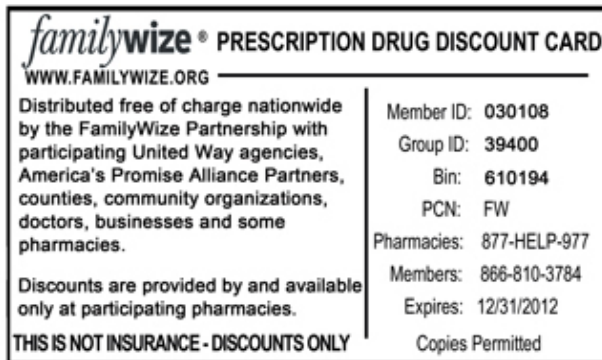 familywize ® PRESCRIPTION DRUG DISCOUNT CARD
WWW.FAMILYWIZE.ORG
Distributed free of charge nationwide
by the FamilyWize Partnership with
participating United Way agencies,
America's Promise Alliance Partners,
counties, community organizations,
doctors, businesses and some
pharmacies.
Discounts are provided by and available
only at participating pharmacies.
THIS IS NOT INSURANCE - DISCOUNTS ONLY
Member ID: 030108
Group ID: 39400
Bin: 610194
PCN: FW
Pharmacies: 877-HELP-977
Members: 866-810-3784
Expires: 12/31/2012
Copies Permitted